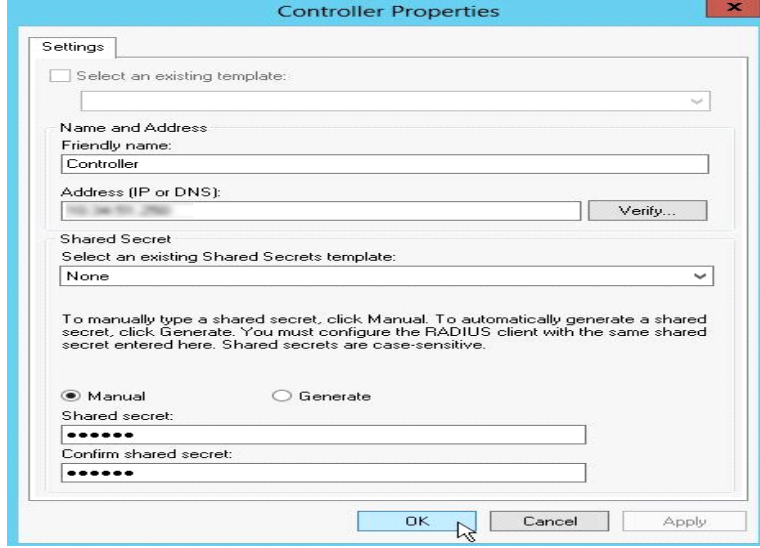 Controller Properties
x
Settings
Select an existing template:
Name and Address
Friendly name:
Controller
Address (IP or DNS):
Verify...
Shared Secret
Select an existing Shared Secrets template:
None
To manually type a shared secret, click Manual. To automatically generate a shared
secret, click Generate. You must configure the RADIUS client with the same shared
secret entered here. Shared secrets are case-sensitive.
Manual Generate
Shared secret:
●●●●●●
Confirm shared secret:
●●●●●●
OK Cancel Apply